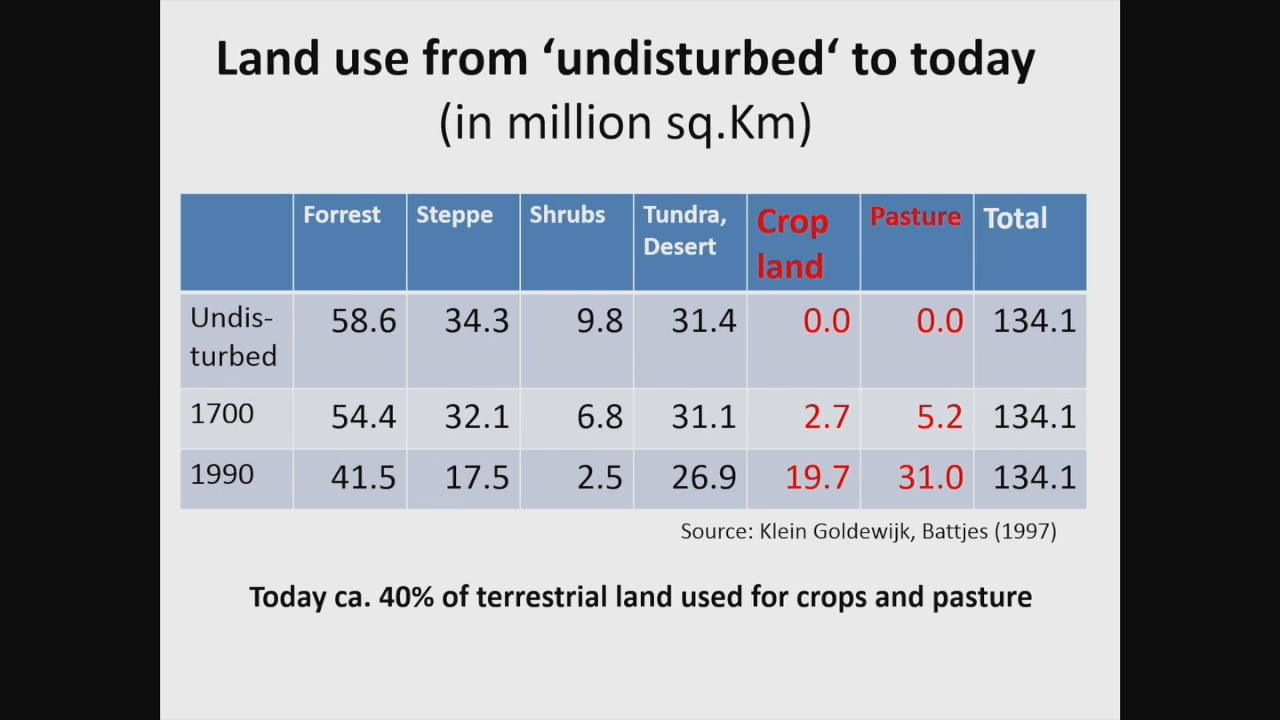 Land use from ‘undisturbed‘ to today
(in million sq.Km)
Forrest Steppe Shrubs Tundra, Desert Crop land Pasture Total
Undis-turbed 58.6 34.3 9.8 31.4 0.0 0.0 134.1
1700 54.4 32.1 6.8 31.1 2.7 5.2 134.1
1990 41.5 17.5 2.5 26.9 19.7 31.0 134.1
Source: Klein Goldewijk, Battjes (1997)
Today ca. 40% of terrestrial land used for crops and pasture